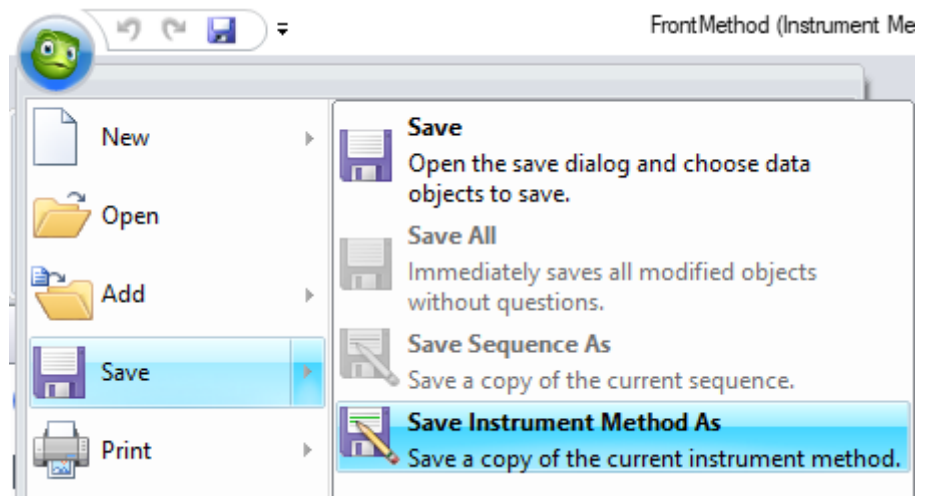 FrontMethod (Instrument Me
New
Open
Add
Save
Print
Save
Open the save dialog and choose data
objects to save.
Save All
Immediately saves all modified objects
without questions.
Save Sequence As
Save a copy of the current sequence.
Save Instrument Method As
Save a copy of the current instrument method.